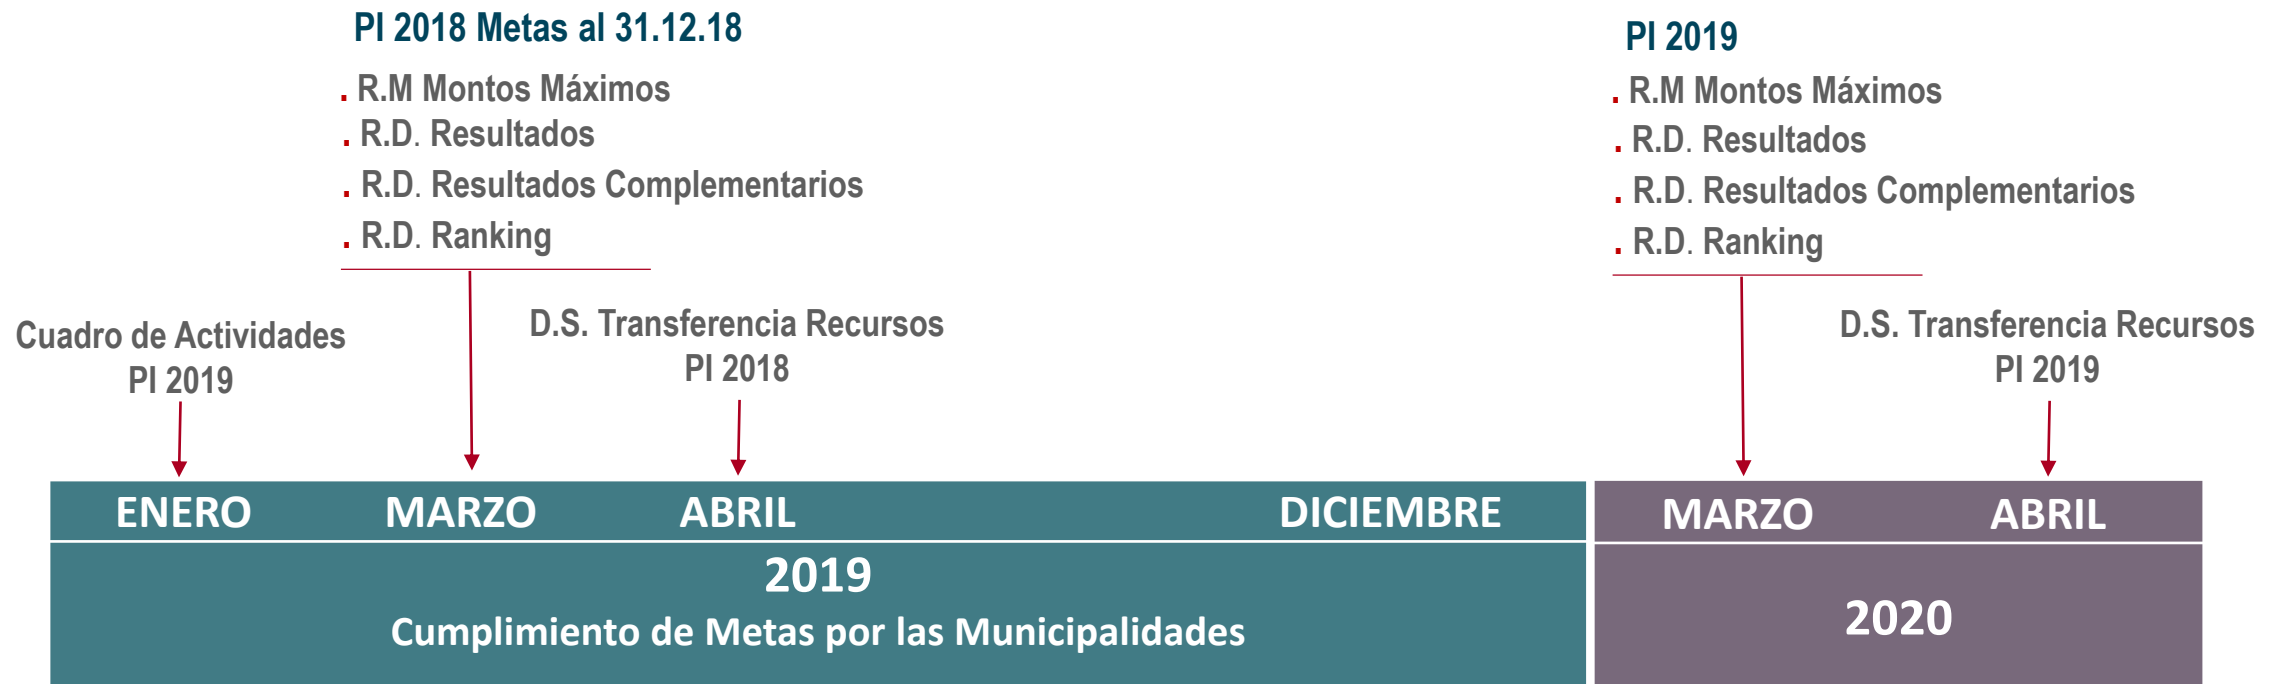 PI 2018 Metas al 31.12.18
. R.M Montos Máximos
. R.D. Resultados
. R.D. Resultados Complementarios
. R.D. Ranking
PI 2019
. R.M Montos Máximos
. R.D. Resultados
. R.D. Resultados Complementarios
. R.D. Ranking
Cuadro de Actividades
PI 2019
D.S. Transferencia Recursos
PI 2018
D.S. Transferencia Recursos
PI 2019
ENERO
MARZO
ABRIL
DICIEMBRE
MARZO
ABRIL
2019
Cumplimiento de Metas por las Municipalidades
2020